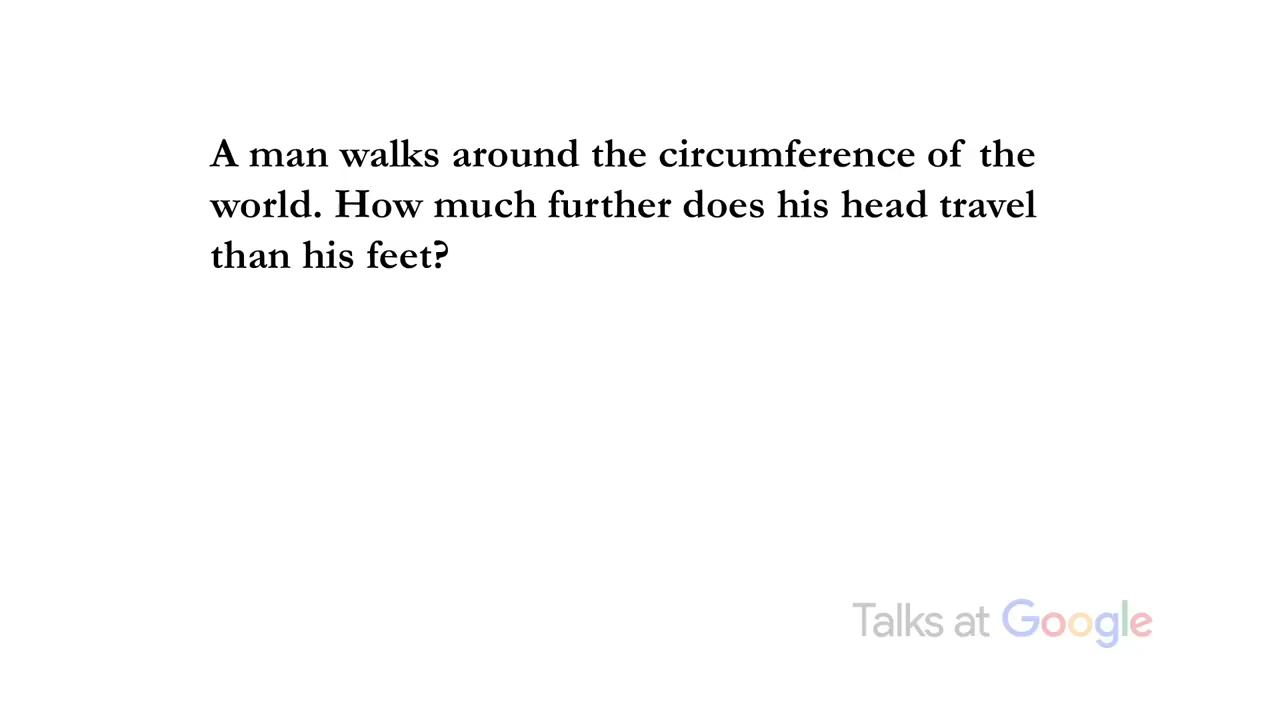 A man walks around the circumference of the
world. How much further does his head travel
than his feet?
Talks at Google